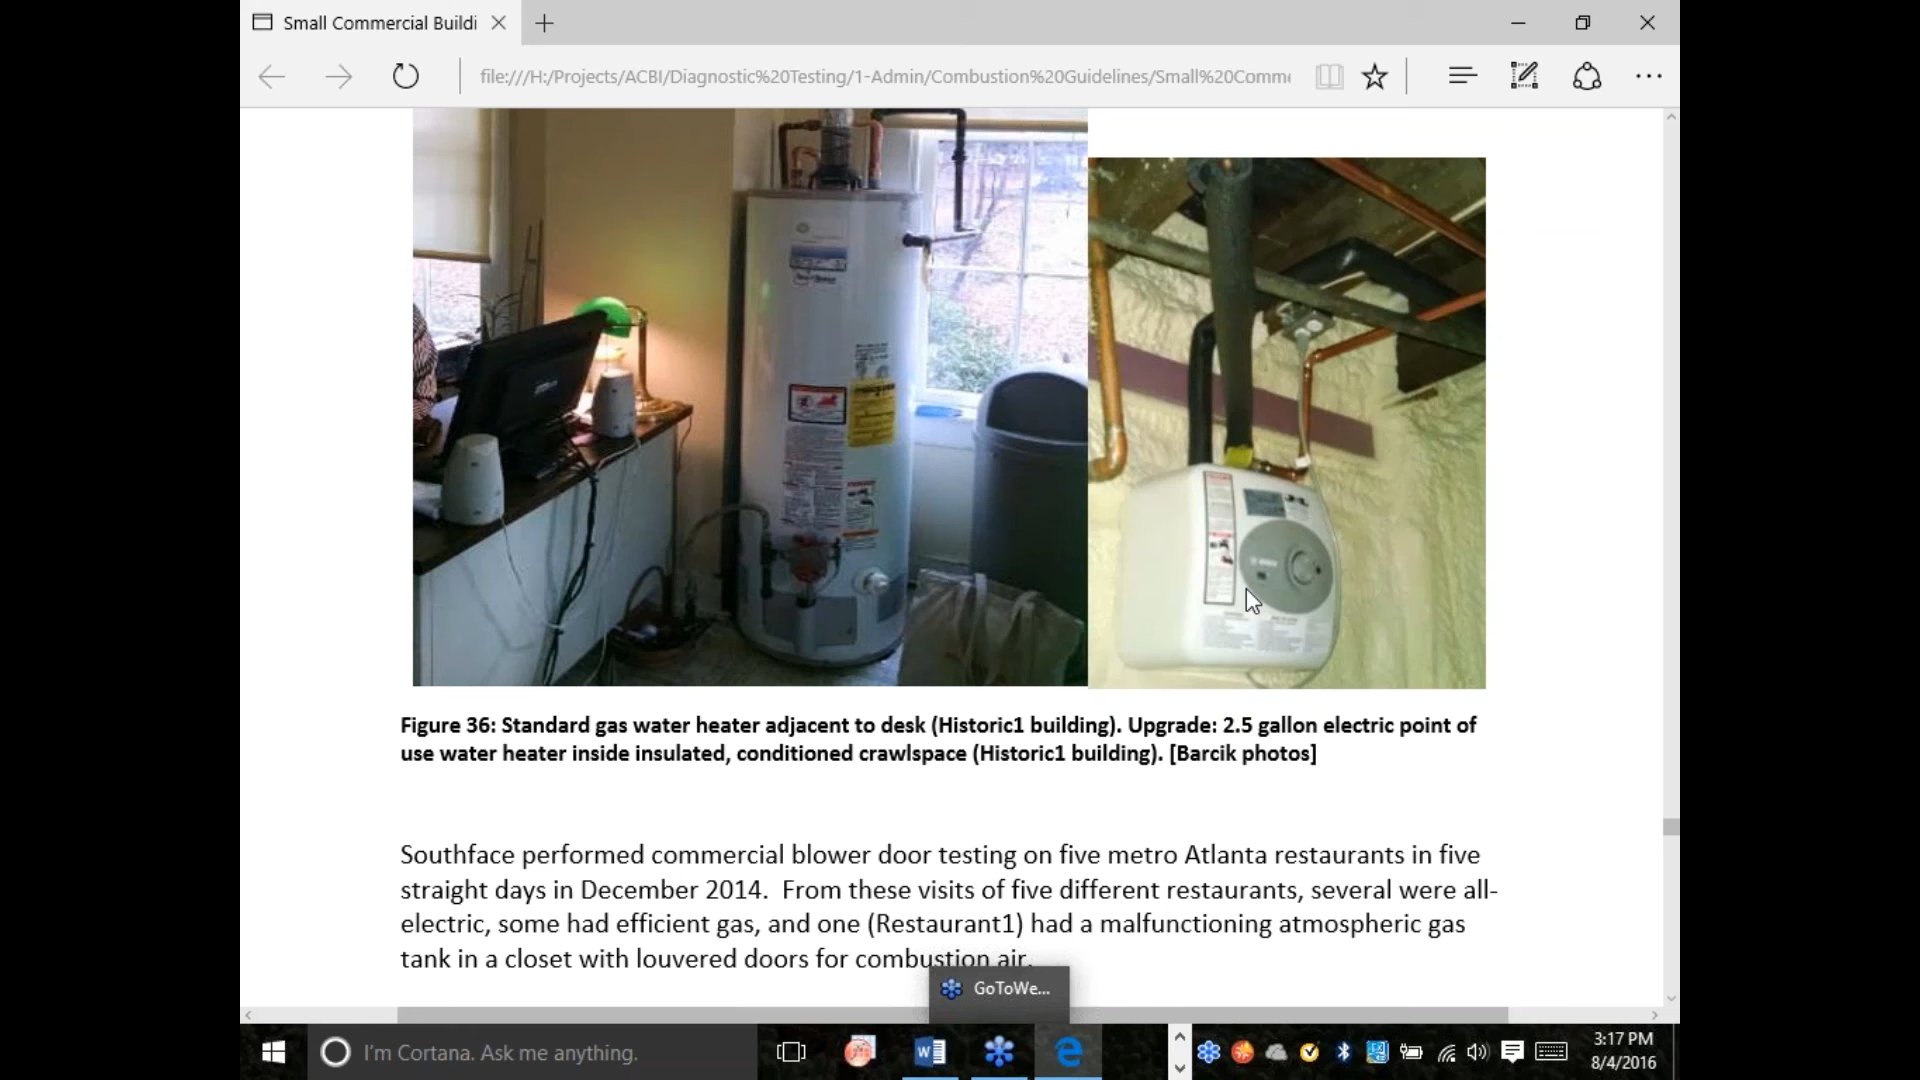 Small Commercial Buildi
file:///H:/Projects/ACBI/Diagnostic%20Testing/1-Admin/Combustion%20Guidelines/Small%20Comme
Figure 36: Standard gas water heater adjacent to desk (Historic1 building). Upgrade: 2.5 gallon electric point of
use water heater inside insulated, conditioned crawlspace (Historic1 building). [Barcik photos]
Southface performed commercial blower door testing on five metro Atlanta restaurants in five
straight days in December 2014. From these visits of five different restaurants, several were all-
electric, some had efficient gas, and one (Restaurant1) had a malfunctioning atmospheric gas
tank in a closet with louvered doors for combustion air.
GoToWe...
I'm Cortana. Ask me anything.
3:17 PM
8/4/2016